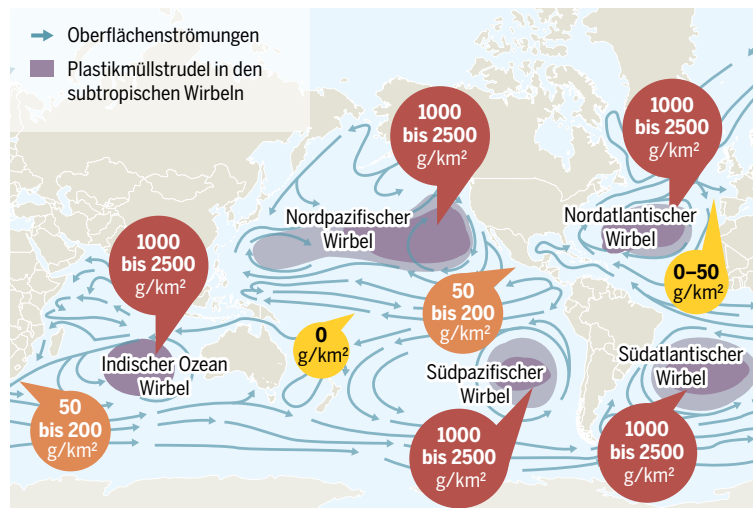 Oberflächenströmungen
Plastikmüllstrudel in den
subtropischen Wirbeln
1000
bis 2500
g/km²
1000
bis 2500
g/km²
Nordpazifischer
Wirbel
Nordatlantischer
Wirbel
1000
bis 2500
g/km²
0–50
g/km²
50
bis 200
g/km²
0
g/km²
Indischer Ozean
Wirbel
Südpazifischer
Wirbel
Südatlantischer
Wirbel
50
bis 200
g/km²
1000
bis 2500
g/km²
1000
bis 2500
g/km²